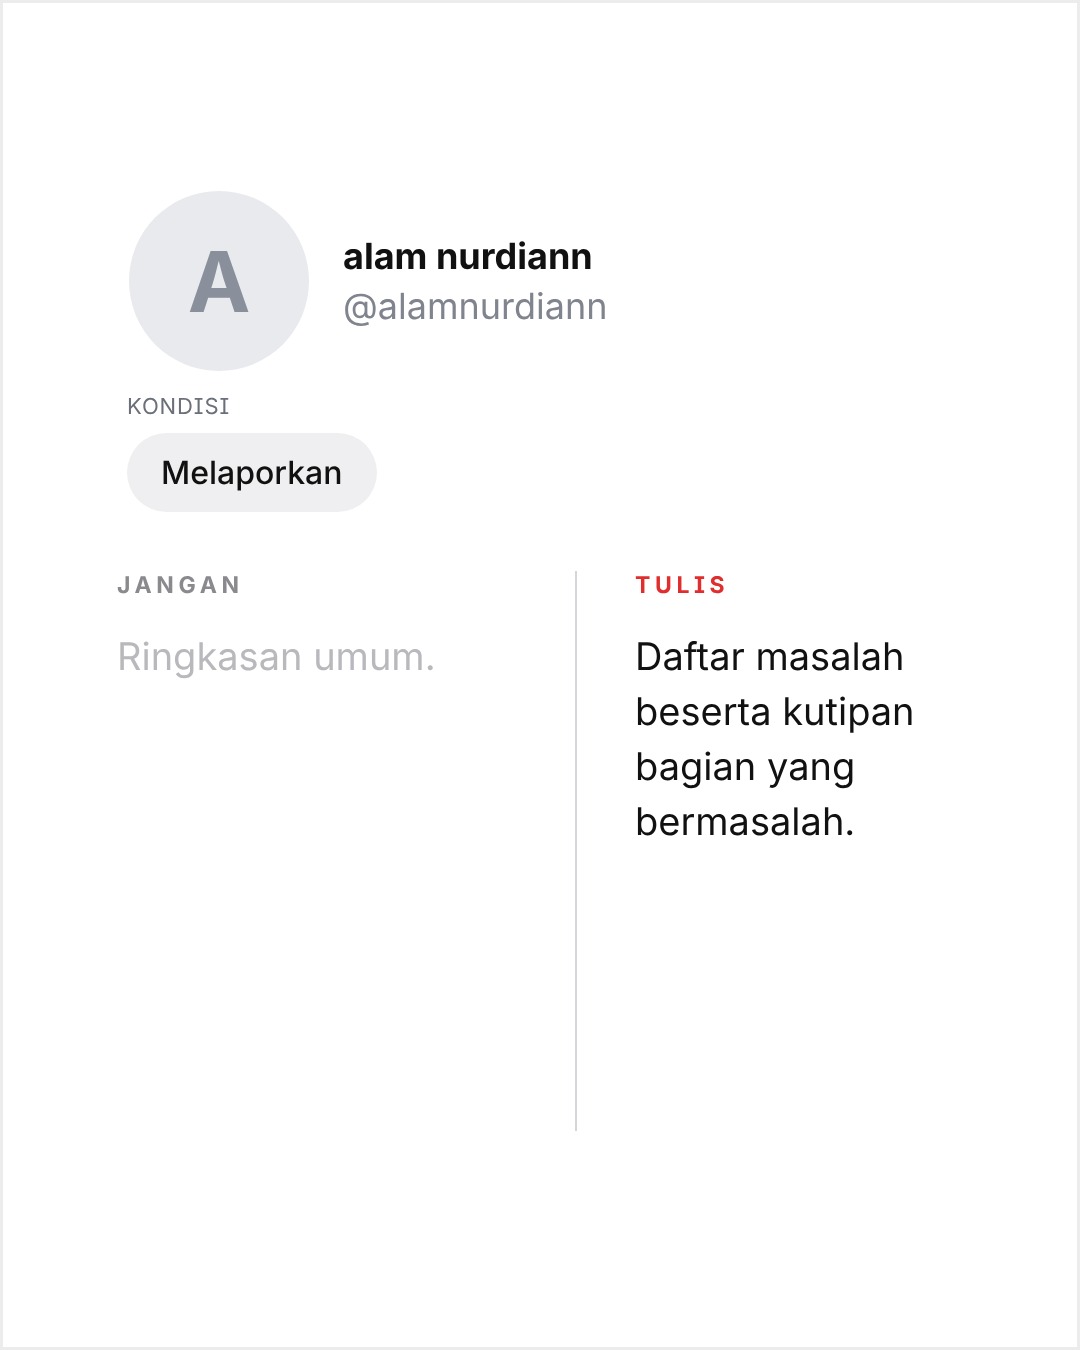 A
alam nurdiann
@alamnurdiann
KONDISI
Melaporkan
JANGAN
Ringkasan umum.
TULIS
Daftar masalah
beserta kutipan
bagian yang
bermasalah.